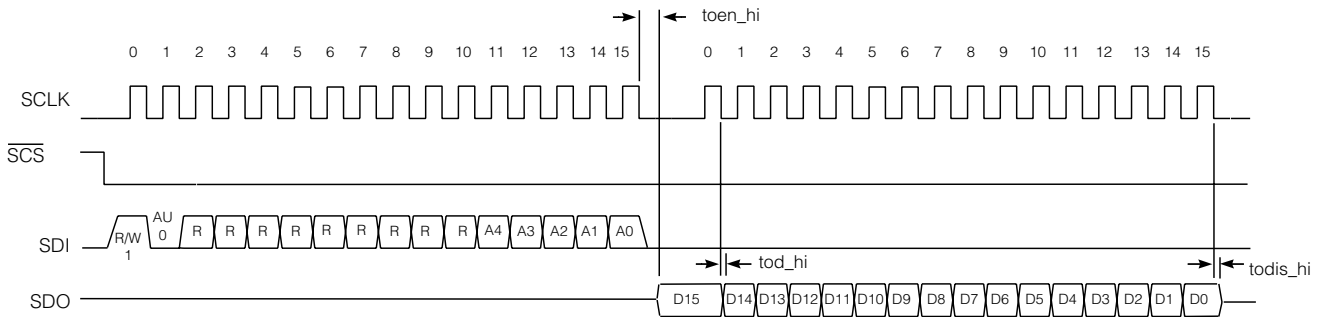 toen_hi
0 1 2 3 4 5 6 7 8 9 10 11 12 13 14 15 0 1 2 3 4 5 6 7 8 9 10 11 12 13 14 15
SCLK
SCS
SDI R/W 1 AU 0 R R R R R R R R R A4 A3 A2 A1 A0
tod_hi todis_hi
SDO D15 D14 D13 D12 D11 D10 D9 D8 D7 D6 D5 D4 D3 D2 D1 D0